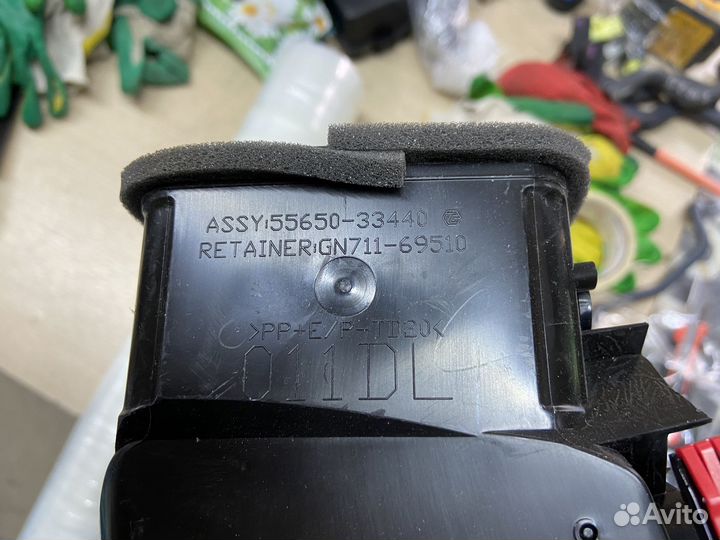 ASSY:55650-33440
RETAINER:GN711-69510
>PP+E/P-TD20<
011DL
Avito